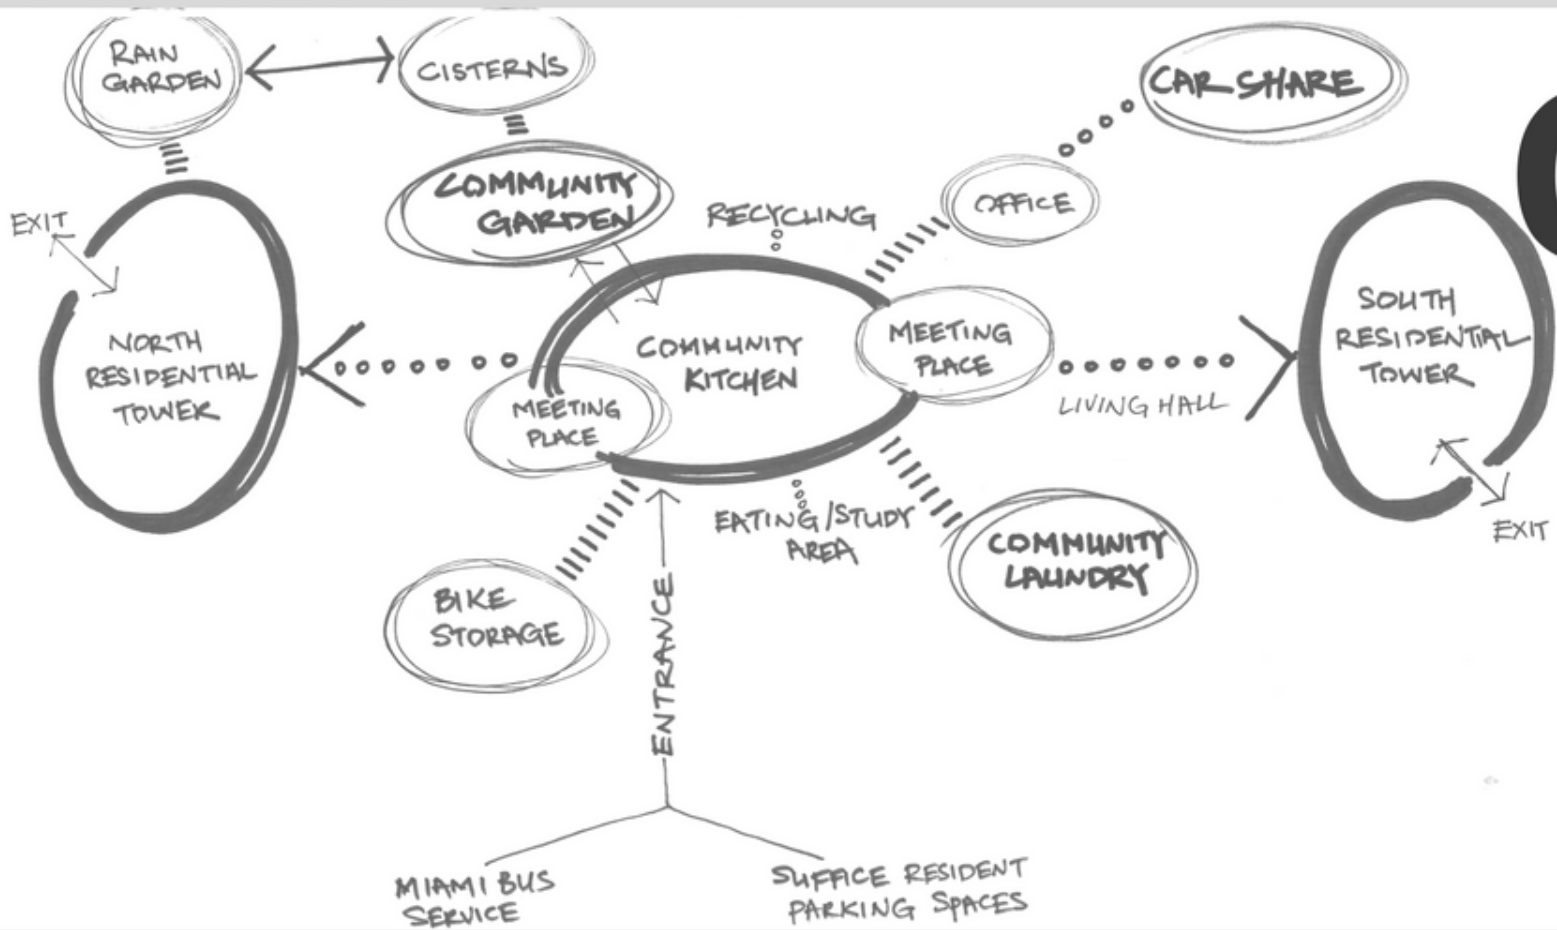 RAIN
GARDEN
CISTERNS
CAR SHARE
COMMUNITY
GARDEN
RECYCLING
OFFICE
EXIT
NORTH
RESIDENTIAL
TOWER
COMMUNITY
KITCHEN
MEETING
PLACE
MEETING
PLACE
LIVING HALL
SOUTH
RESIDENTIAL
TOWER
EXIT
EATING/STUDY
AREA
COMMUNITY
LAUNDRY
BIKE
STORAGE
ENTRANCE
MIAMI BUS
SERVICE
SUFFICE RESIDENT
PARKING SPACES